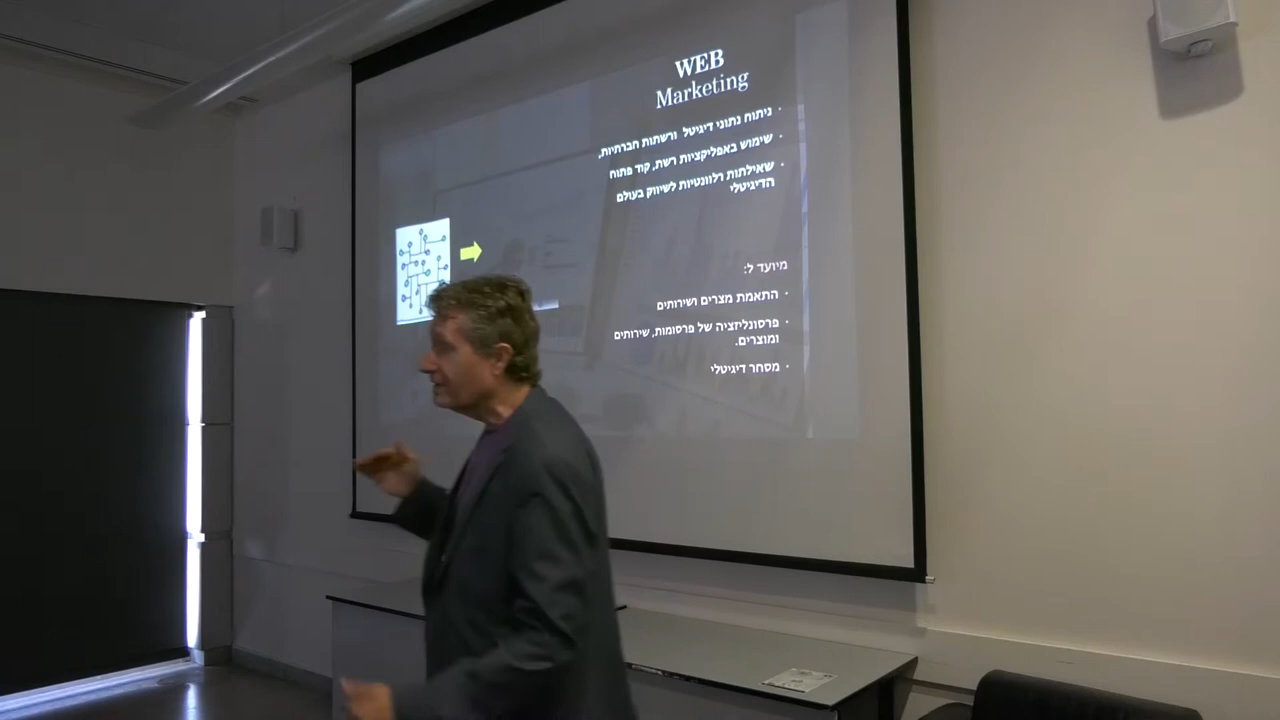 WEB
Marketing
· ניתוח נתוני דיגיטל ורשתות חברתיות,
· שימוש באפליקציות רשת, קוד פתוח
· שאילתות רלוונטיות לשיווק בעולם
הדיגיטלי
מיועד ל:
· התאמת מצרים ושירותים
· פרסונליזציה של פרסומות, שירותים
ומוצרים.
· מסחר דיגיטלי